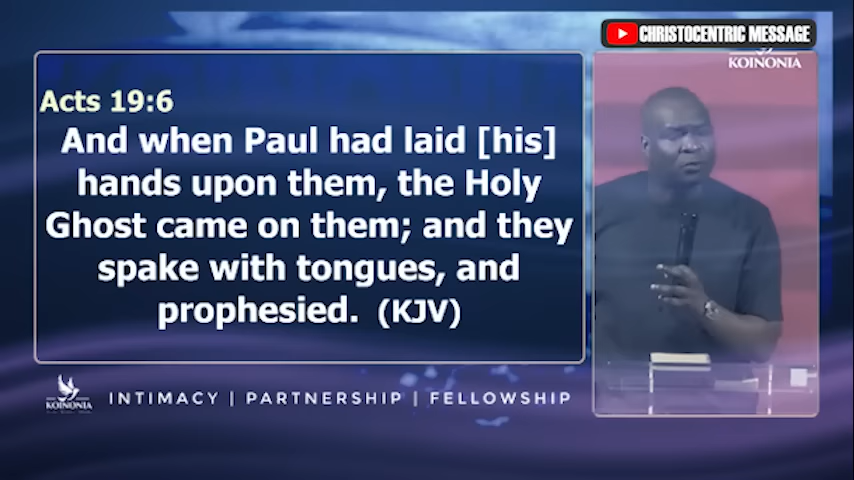 CHRISTOCENTRIC MESSAGE
KOINONIA
Acts 19:6
And when Paul had laid [his]
hands upon them, the Holy
Ghost came on them; and they
spake with tongues, and
prophesied. (KJV)
KOINONIA
INTIMACY | PARTNERSHIP | FELLOWSHIP